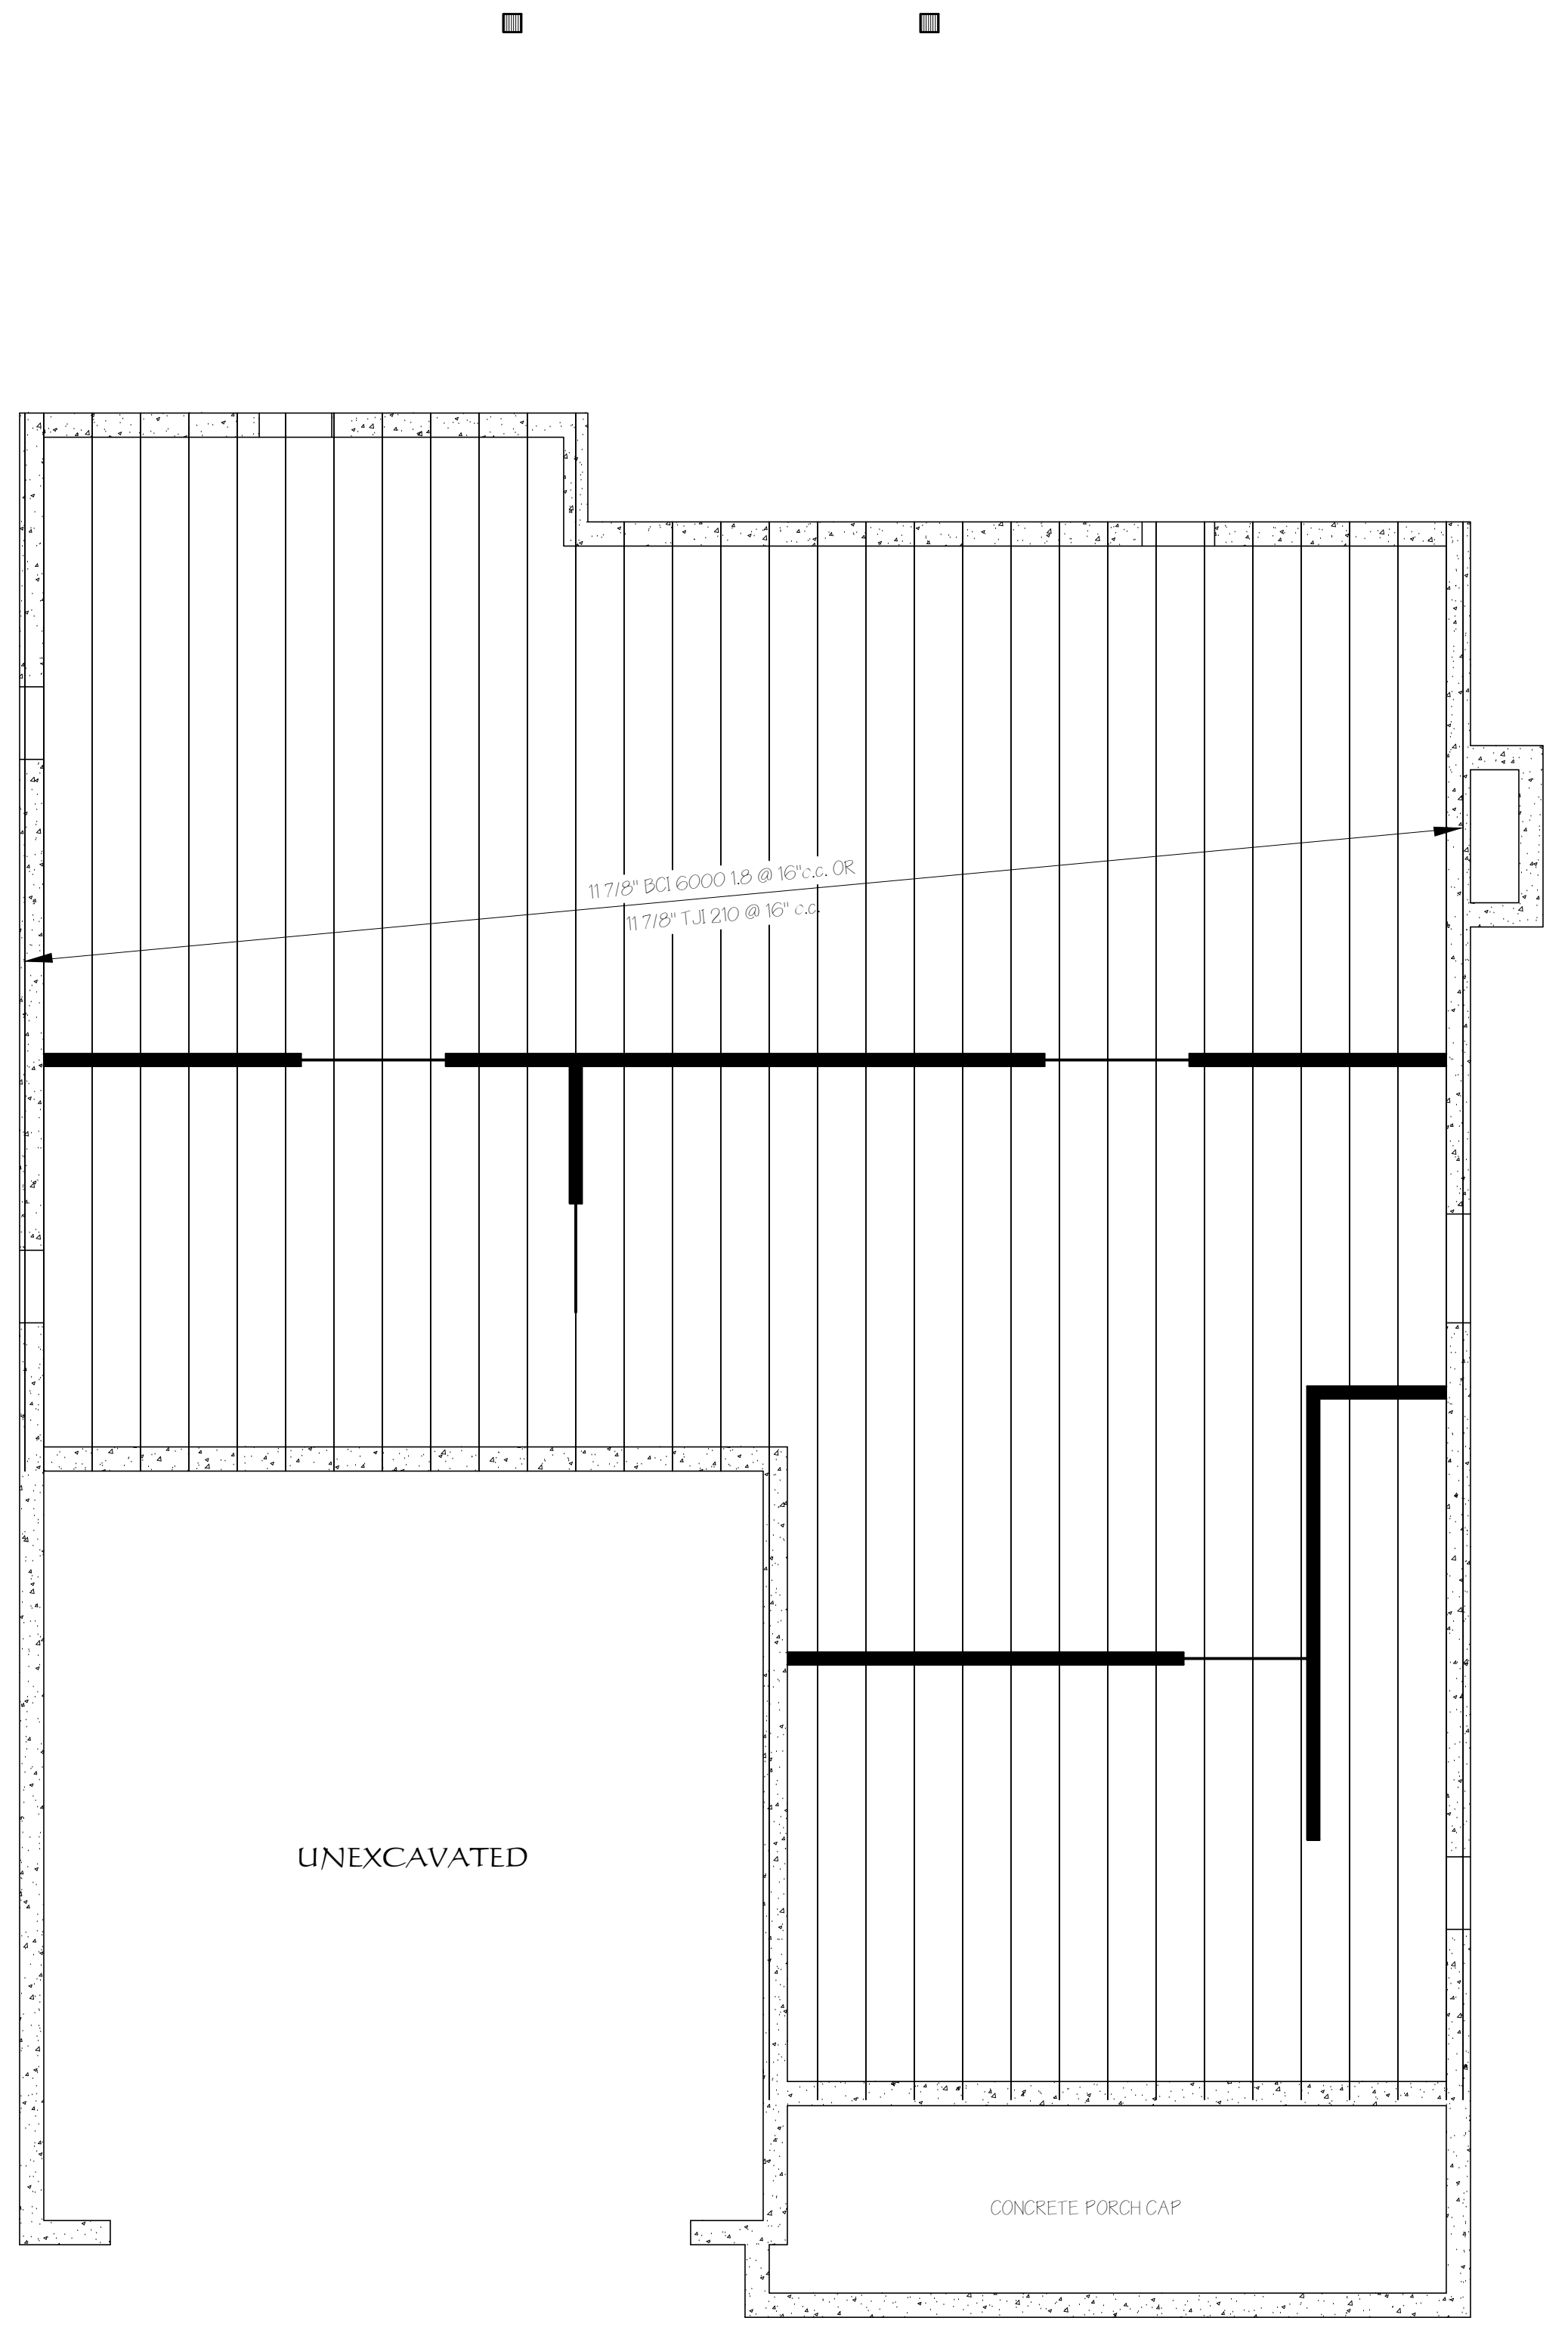 11 7/8" BCI 6000 1.8 @ 16"c.c. OR
11 7/8" TJI 210 @ 16" c.c.
UNEXCAVATED
CONCRETE PORCH CAP